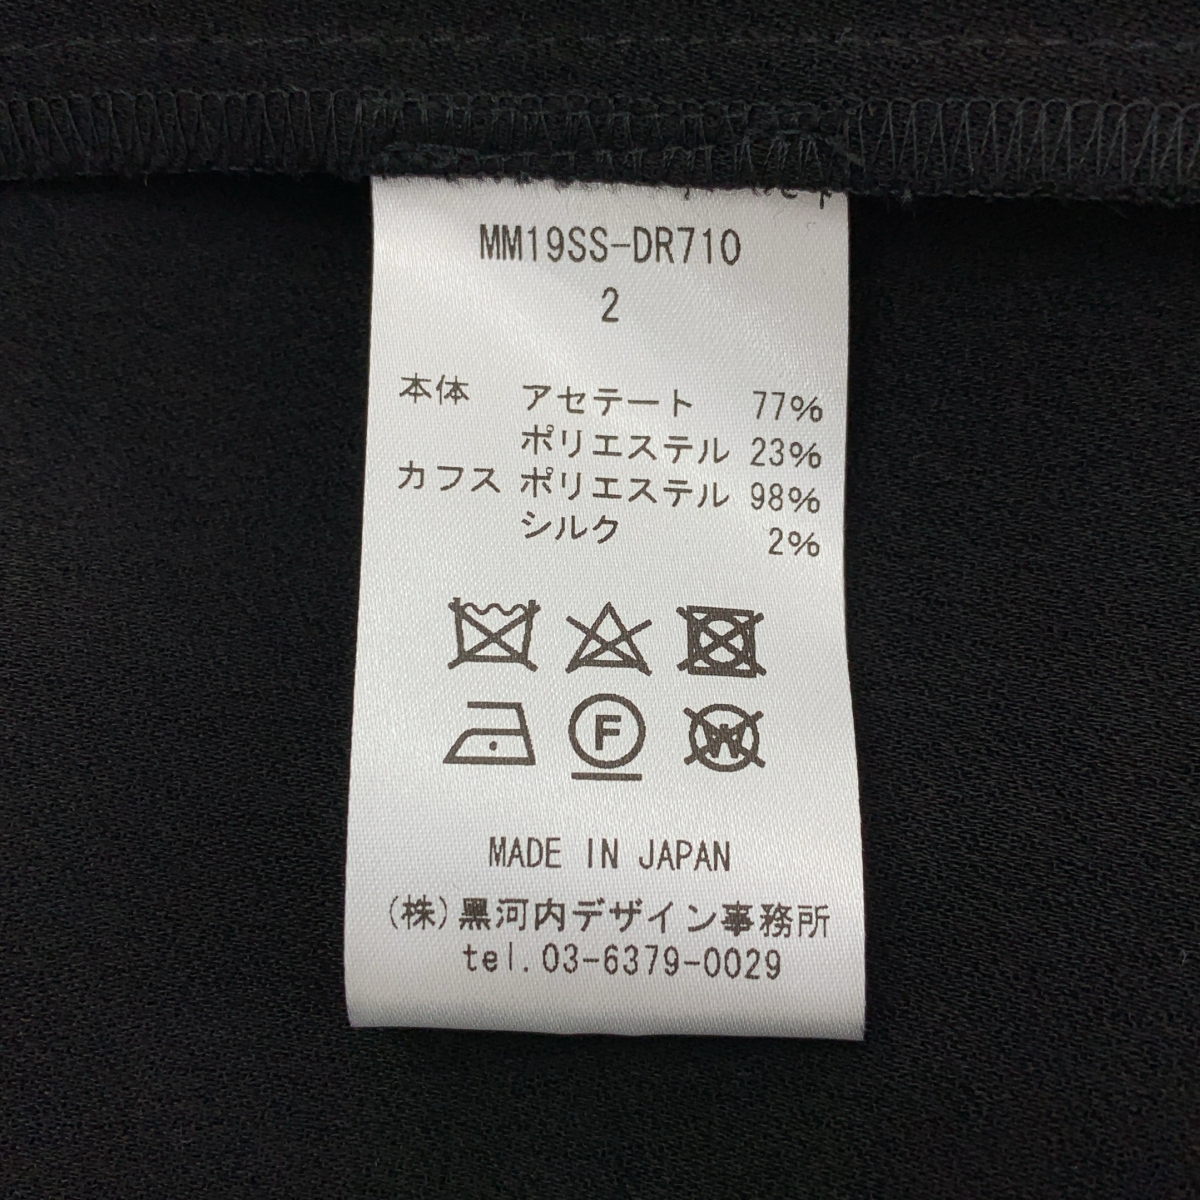 MM19SS-DR710
2
本体 アセテート 77%
ポリエステル 23%
カフス ポリエステル 98%
シルク 2%
F
W
MADE IN JAPAN
(株)黒河内デザイン事務所
tel.03-6379-0029